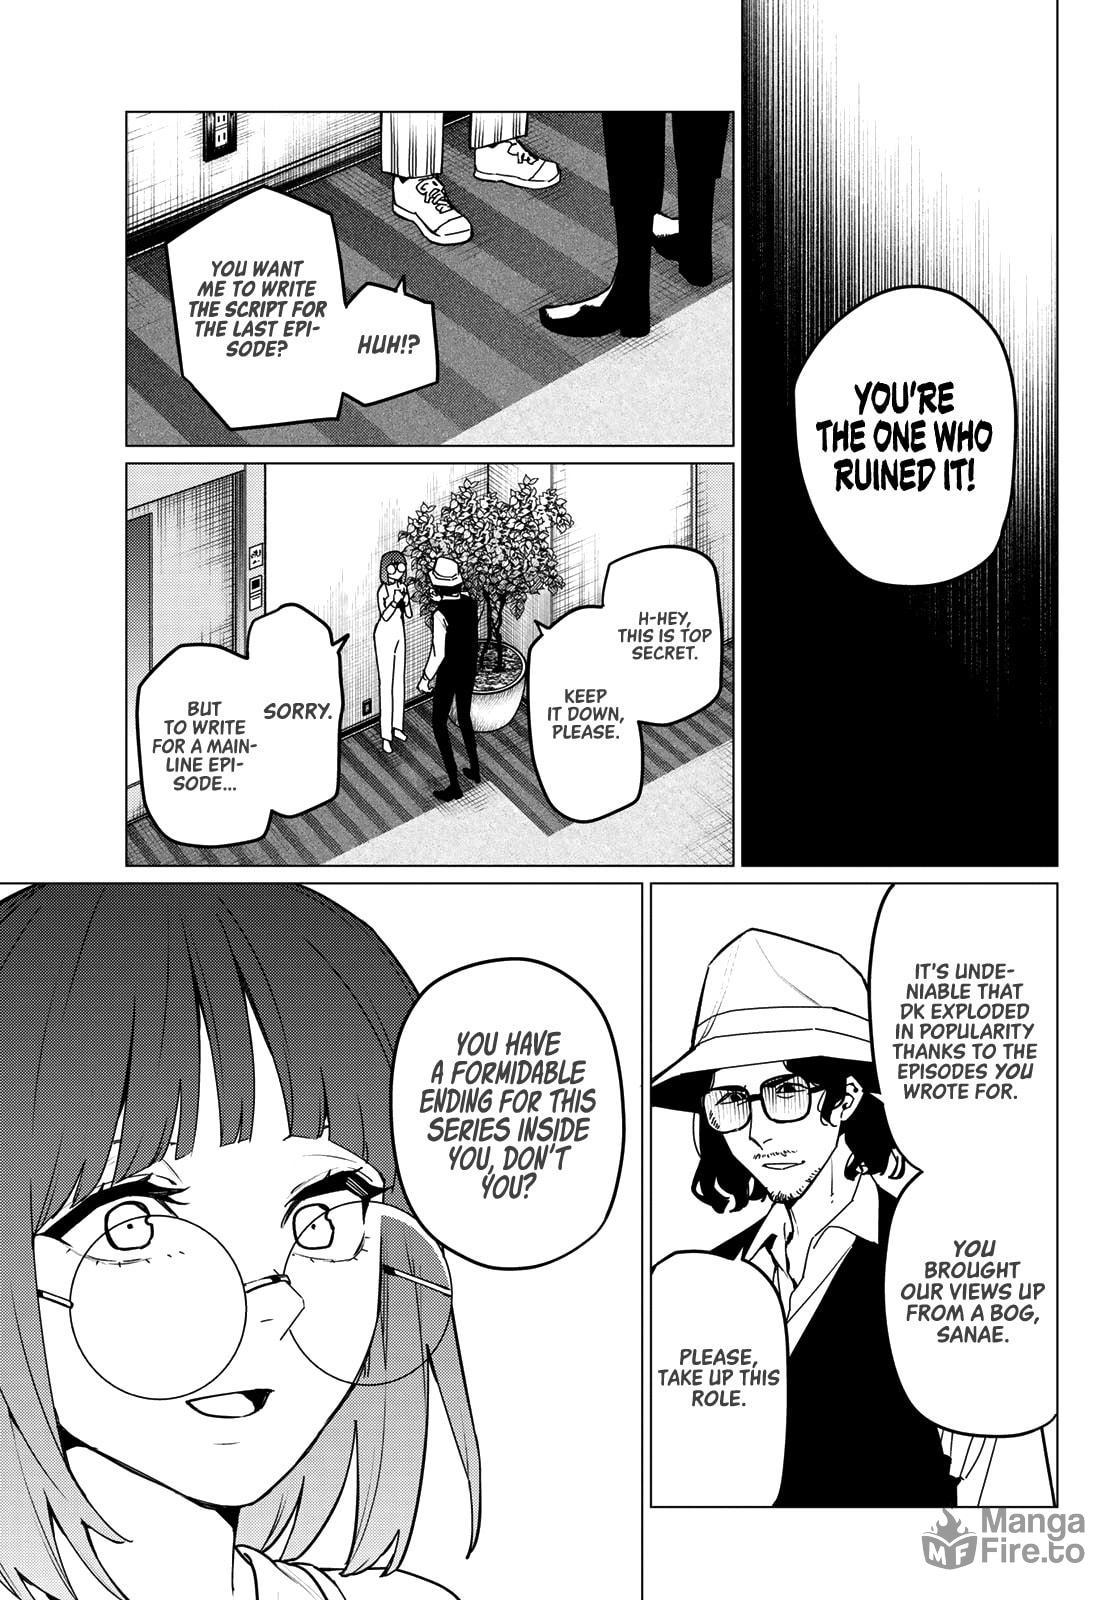 YOU'RE
THE ONE WHO
RUINED IT!
HUH!?
YOU WANT
ME TO WRITE
THE SCRIPT FOR
THE LAST EPI-
SODE?
H-HEY,
THIS IS TOP
SECRET.
KEEP
IT DOWN,
PLEASE.
SORRY.
BUT
TO WRITE
FOR A MAIN-
LINE EPI-
SODE...
IT'S UNDE-
NIABLE THAT
DK EXPLODED
IN POPULARITY
THANKS TO THE
EPISODES YOU
WROTE FOR.
YOU
BROUGHT
OUR VIEWS UP
FROM A BOG,
SANAE.
PLEASE,
TAKE UP THIS
ROLE.
YOU HAVE
A FORMIDABLE
ENDING FOR THIS
SERIES INSIDE
YOU, DON'T
YOU?
Manga
MF Fire.to